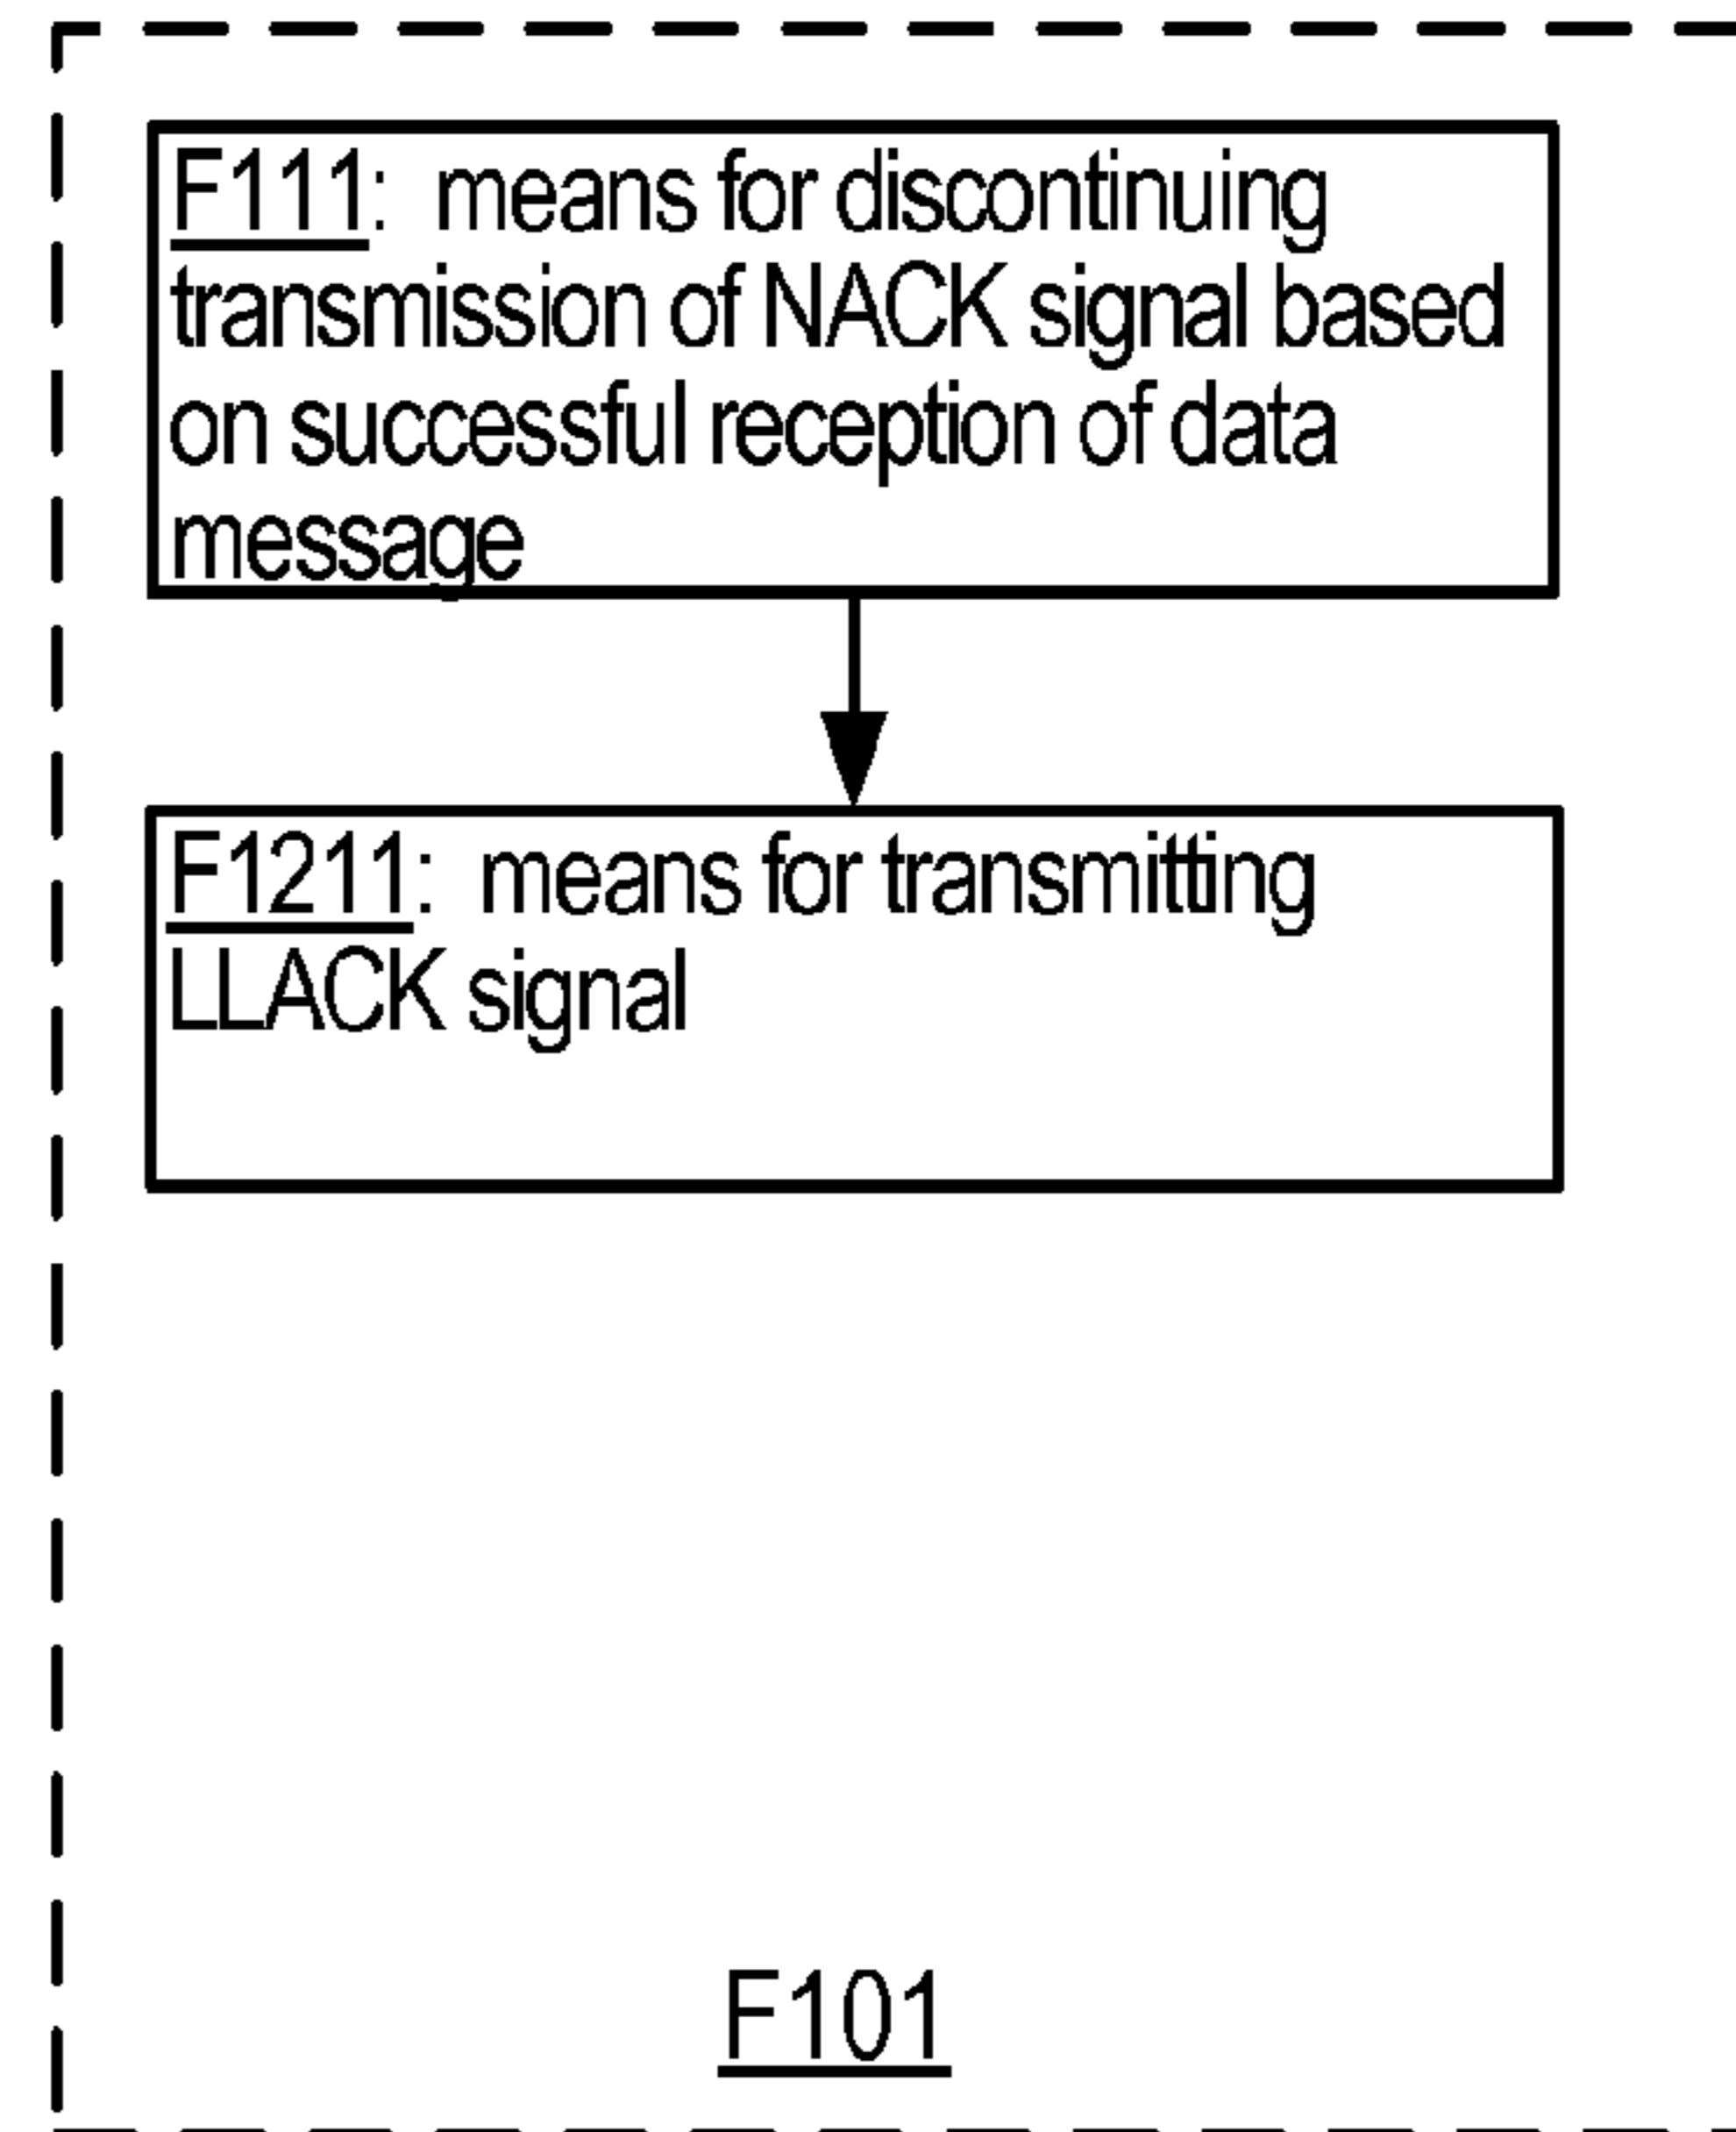 F111: means for discontinuing
transmission of NACK signal based
on successful reception of data
message
F1211: means for transmitting
LLACK signal
F101